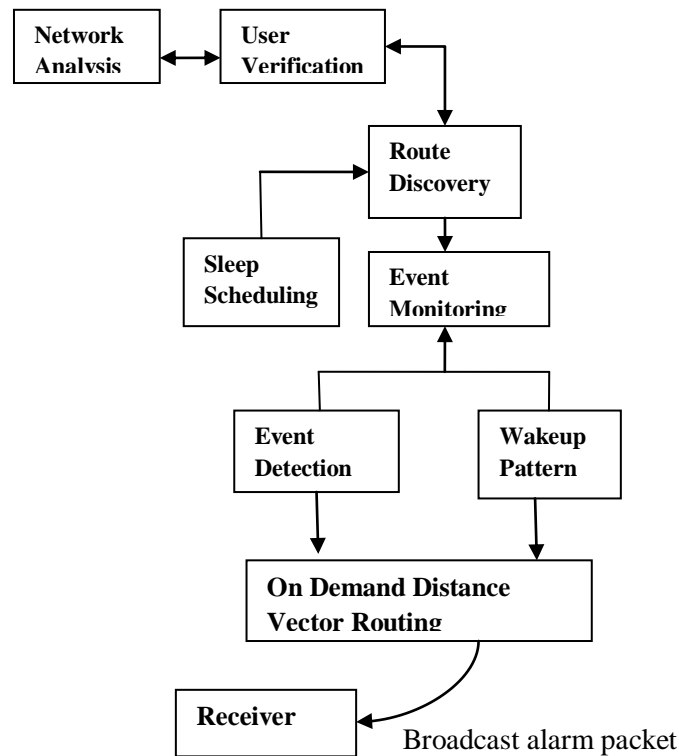 Network
Analysis
User
Verification
Route
Discovery
Sleep
Scheduling
Event
Monitoring
Event
Detection
Wakeup
Pattern
On Demand Distance
Vector Routing
Receiver
Broadcast alarm packet